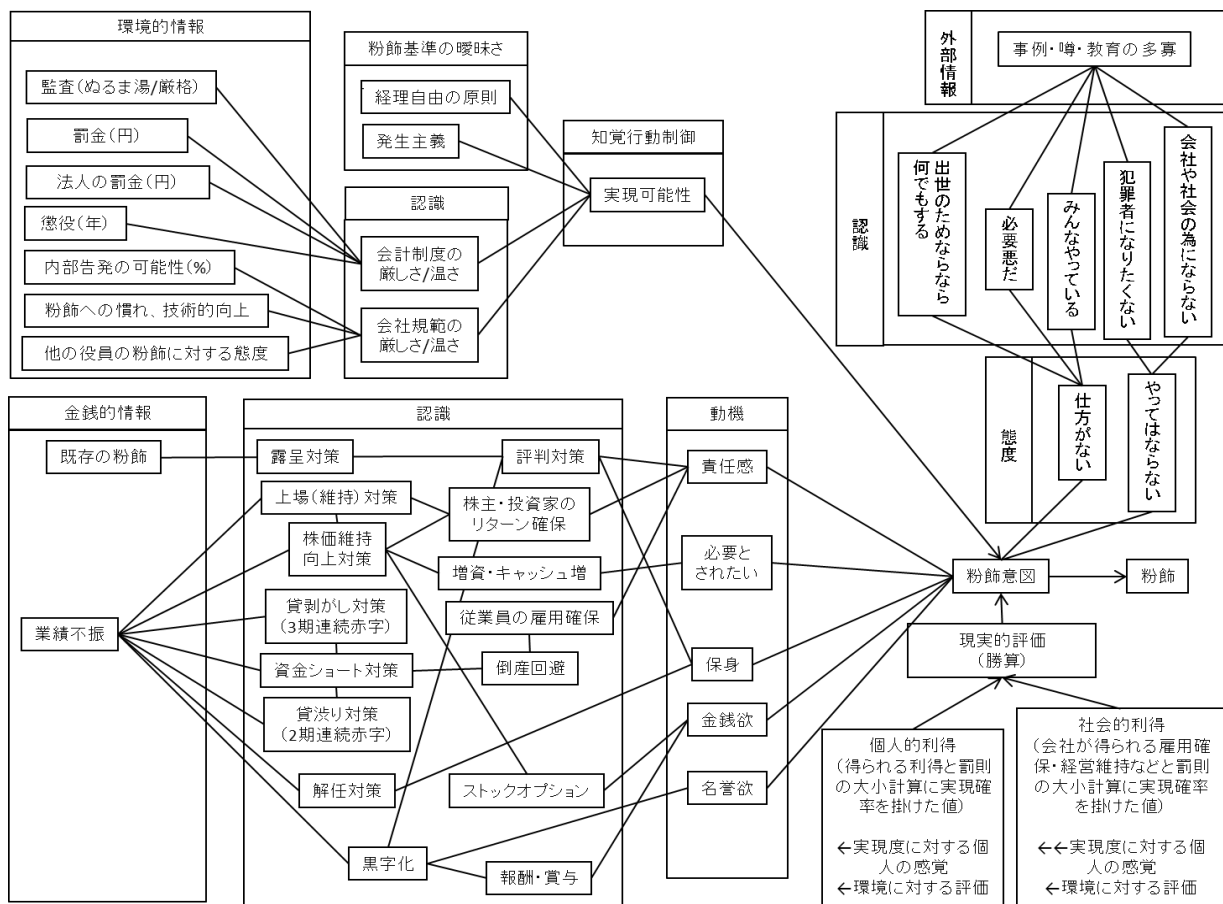 環境的情報
監査(ぬるま湯/厳格)
罰金(円)
法人の罰金(円)
懲役(年)
内部告発の可能性(%)
粉飾への慣れ、技術的向上
他の役員の粉飾に対する態度
粉飾基準の曖昧さ
経理自由の原則
発生主義
認識
会計制度の
厳しさ/温さ
会社規範の
厳しさ/温さ
知覚行動制御
実現可能性
外部情報
事例・噂・教育の多寡
認識
出世のためならなら
何でもする
必要悪だ
みんなやっている
犯罪者になりたくない
会社や社会の為にならない
態度
仕方がない
やってはならない
金銭的情報
既存の粉飾
業績不振
認識
露呈対策
評判対策
上場(維持)対策
株価維持
向上対策
株主・投資家の
リターン確保
増資・キャッシュ増
貸剥がし対策
(3期連続赤字)
従業員の雇用確保
資金ショート対策
倒産回避
貸渋り対策
(2期連続赤字)
解任対策
ストックオプション
黒字化
報酬・賞与
動機
責任感
必要と
されたい
保身
金銭欲
名誉欲
粉飾意図
粉飾
現実的評価
(勝算)
個人的利得
(得られる利得と罰則
の大小計算に実現確
率を掛けた値)
←実現度に対する個
人の感覚
←環境に対する評価
社会的利得
(会社が得られる雇用確
保・経営維持などと罰則
の大小計算に実現確率
を掛けた値)
←←実現度に対する個
人の感覚
←環境に対する評価